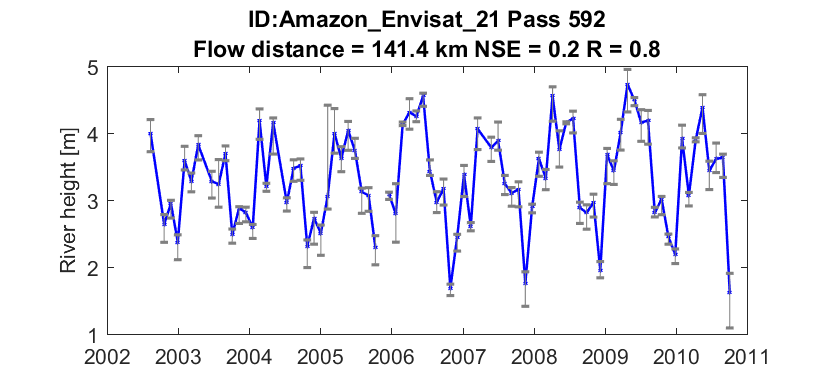 ID:Amazon_Envisat_21 Pass 592
Flow distance = 141.4 km NSE = 0.2 R = 0.8
River height [m]
5
4
3
2
1
2002 2003 2004 2005 2006 2007 2008 2009 2010 2011